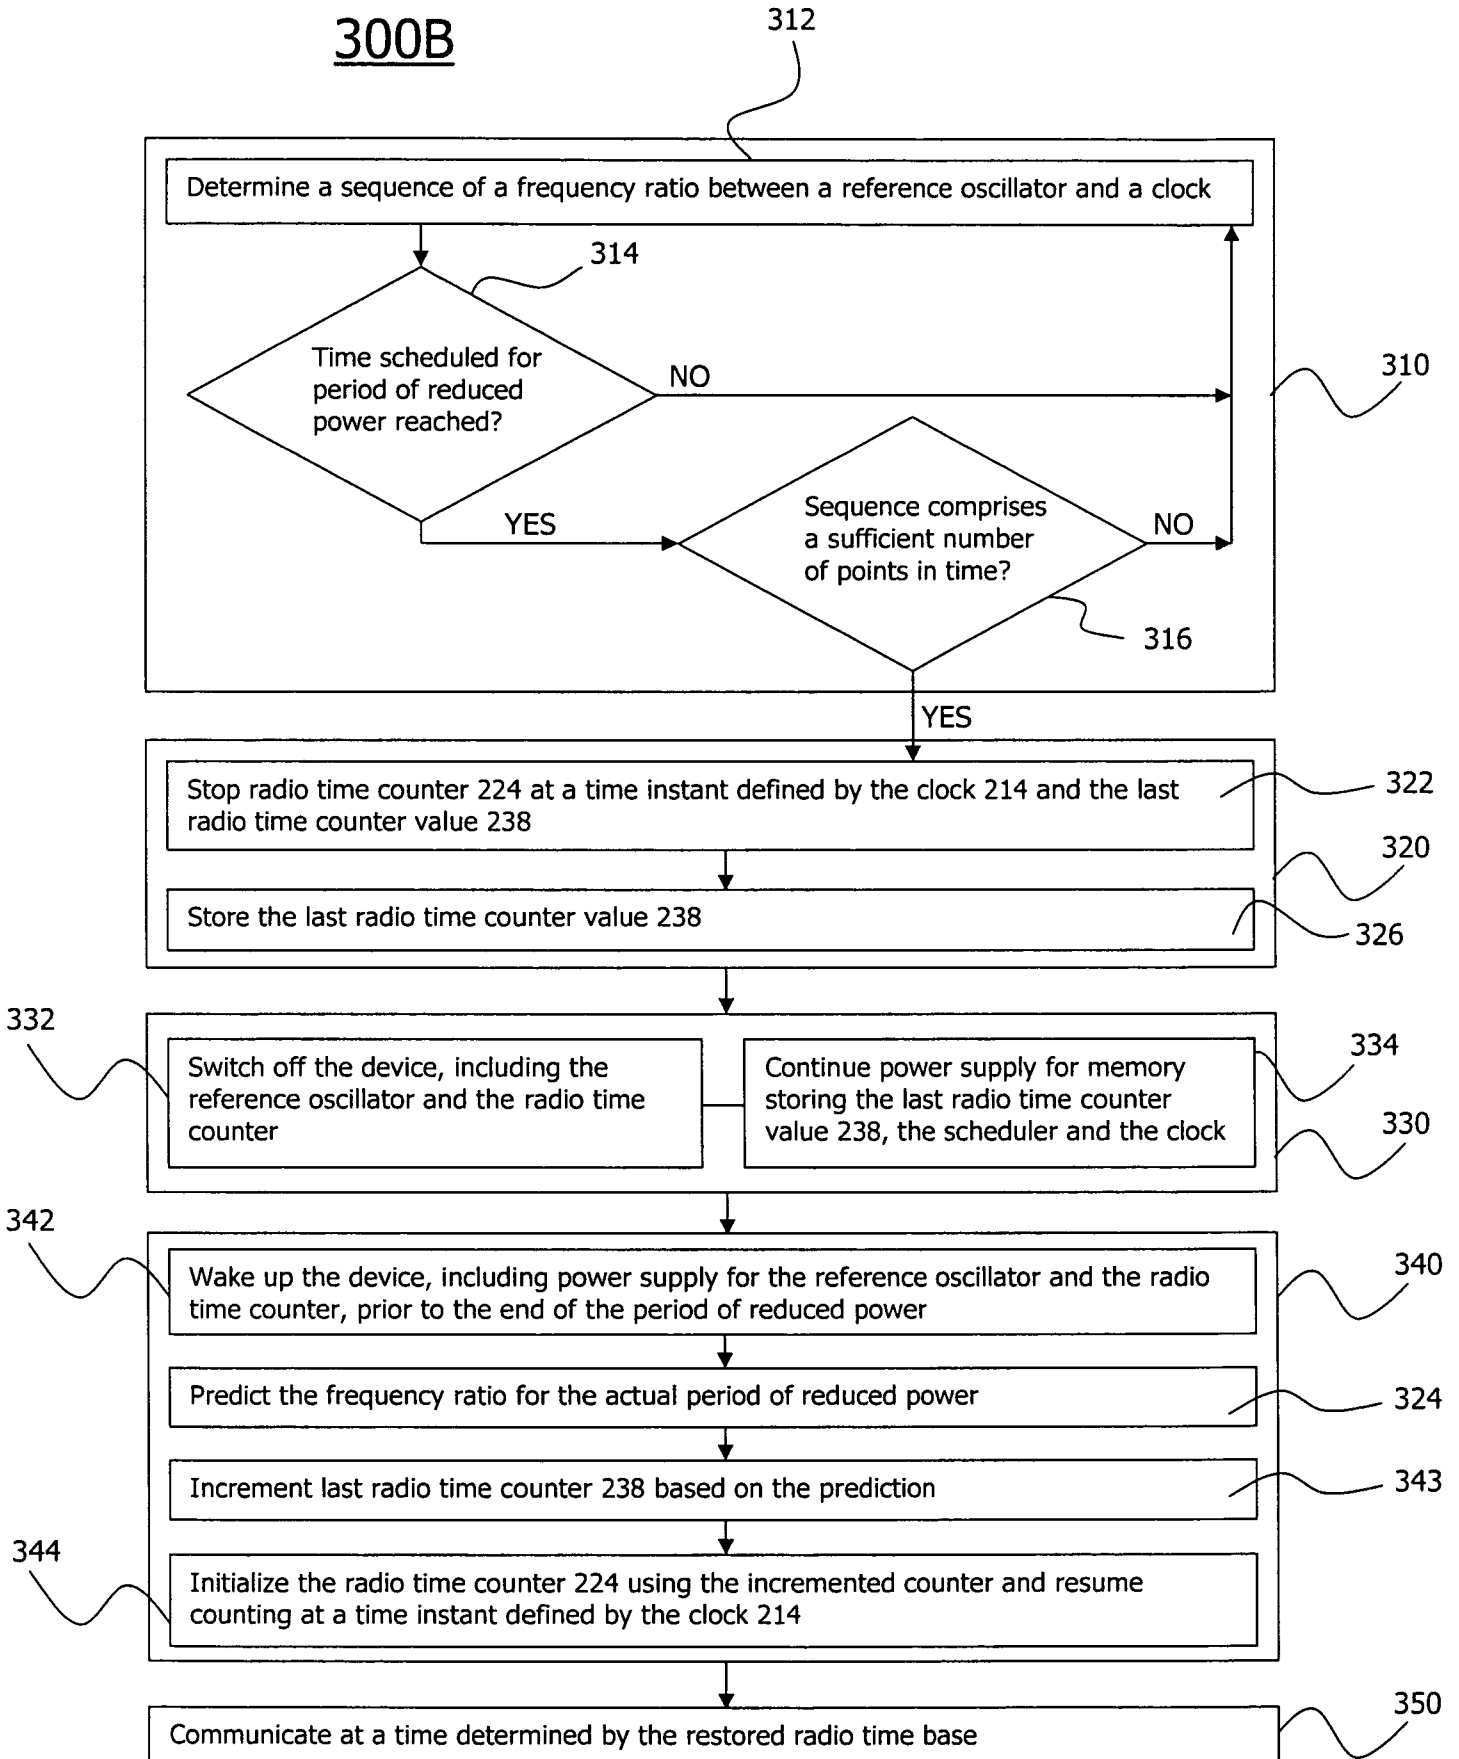 300B
312
Determine a sequence of a frequency ratio between a reference oscillator and a clock
314
Time scheduled for
period of reduced
power reached?
NO
310
YES
Sequence comprises
a sufficient number
of points in time?
NO
316
YES
Stop radio time counter 224 at a time instant defined by the clock 214 and the last
radio time counter value 238
322
320
Store the last radio time counter value 238
326
332
Switch off the device, including the
reference oscillator and the radio time
counter
Continue power supply for memory
storing the last radio time counter
value 238, the scheduler and the clock
334
330
342
Wake up the device, including power supply for the reference oscillator and the radio
time counter, prior to the end of the period of reduced power
340
Predict the frequency ratio for the actual period of reduced power
324
Increment last radio time counter 238 based on the prediction
343
344
Initialize the radio time counter 224 using the incremented counter and resume
counting at a time instant defined by the clock 214
350
Communicate at a time determined by the restored radio time base